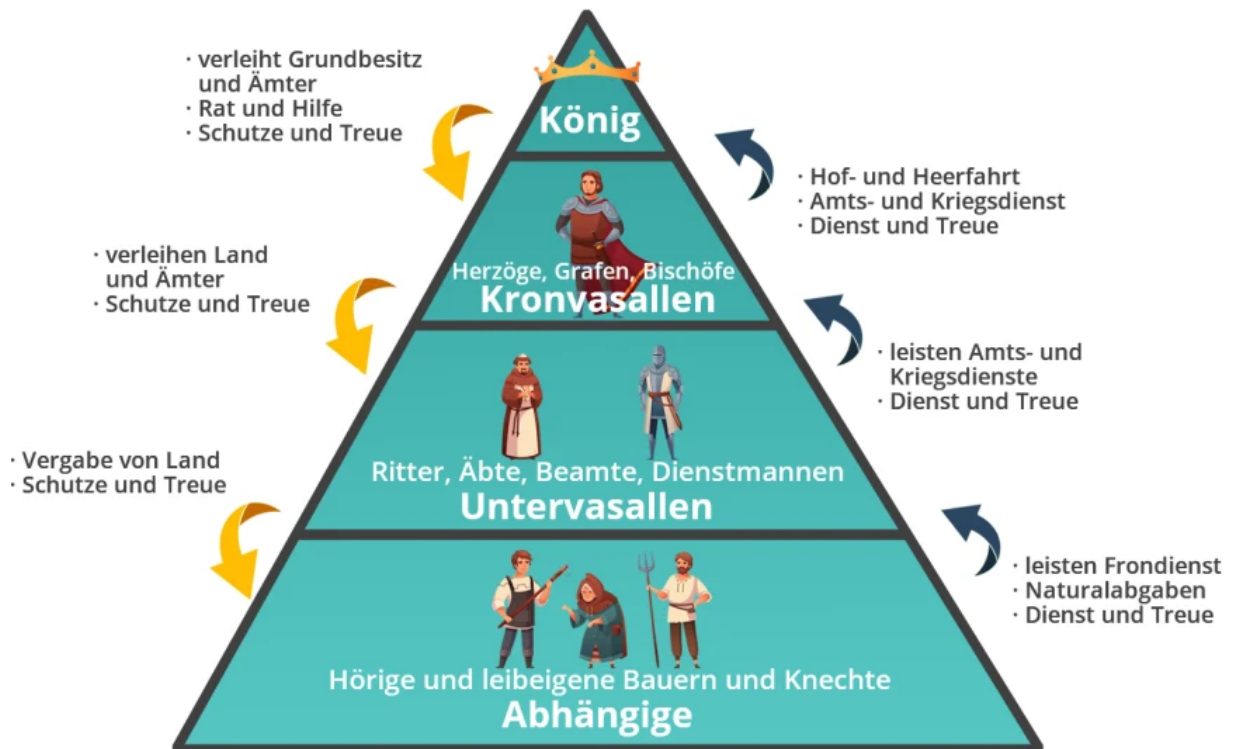 · verleiht Grundbesitz
und Ämter
· Rat und Hilfe
· Schutze und Treue
König
· Hof- und Heerfahrt
· Amts- und Kriegsdienst
· Dienst und Treue
· verleihen Land
und Ämter
· Schutze und Treue
Herzöge, Grafen, Bischöfe
Kronvasallen
· leisten Amts- und
Kriegsdienste
· Dienst und Treue
· Vergabe von Land
· Schutze und Treue
Ritter, Äbte, Beamte, Dienstmannen
Untervasallen
· leisten Frondienst
· Naturalabgaben
· Dienst und Treue
Hörige und leibeigene Bauern und Knechte
Abhängige